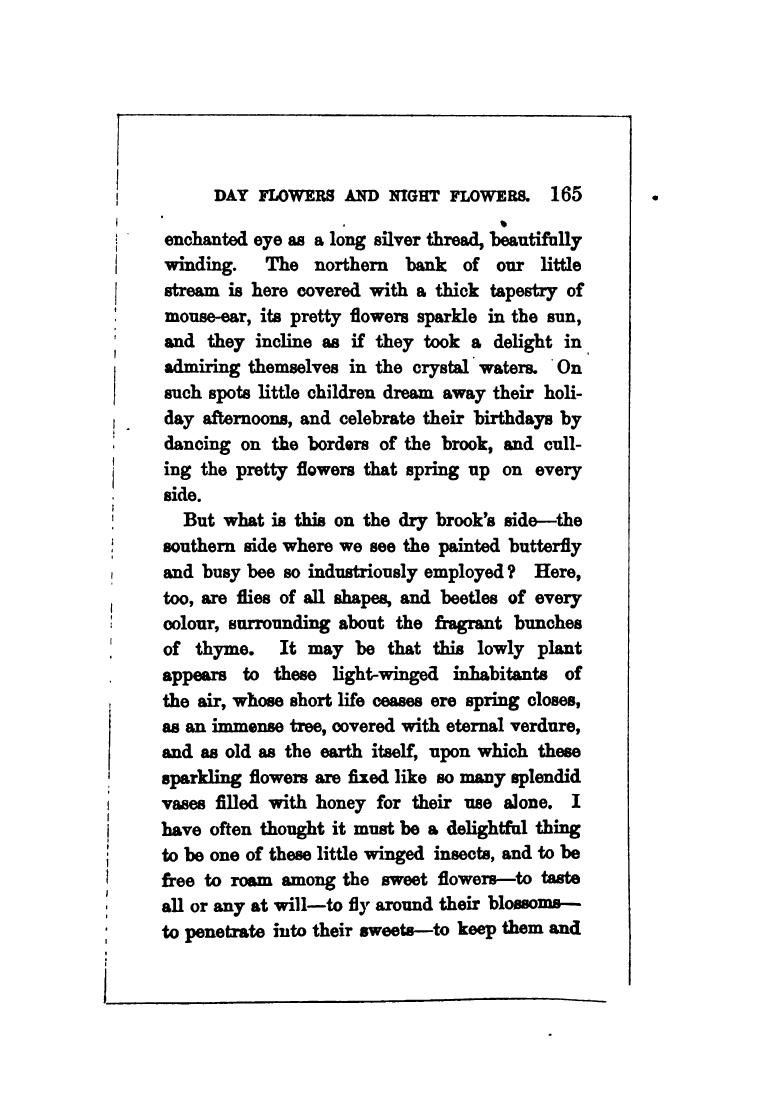 DAY FLOWERS AND NIGHT FLOWERS. 165
enchanted eye as a long silver thread, beautifully
winding. The northern bank of our little
stream is here covered with a thick tapestry of
mouse-ear, its pretty flowers sparkle in the sun,
and they incline as if they took a delight in
admiring themselves in the crystal waters. On
such spots little children dream away their holi-
day afternoons, and celebrate their birthdays by
dancing on the borders of the brook, and cull-
ing the pretty flowers that spring up on every
side.
But what is this on the dry brook's side—the
southern side where we see the painted butterfly
and busy bee so industriously employed? Here,
too, are flies of all shapes, and beetles of every
colour, surrounding about the fragrant bunches
of thyme. It may be that this lowly plant
appears to these light-winged inhabitants of
the air, whose short life ceases ere spring closes,
as an immense tree, covered with eternal verdure,
and as old as the earth itself, upon which these
sparkling flowers are fixed like so many splendid
vases filled with honey for their use alone. I
have often thought it must be a delightful thing
to be one of these little winged insects, and to be
free to roam among the sweet flowers—to taste
all or any at will—to fly around their blossoms—
to penetrate into their sweets—to keep them and